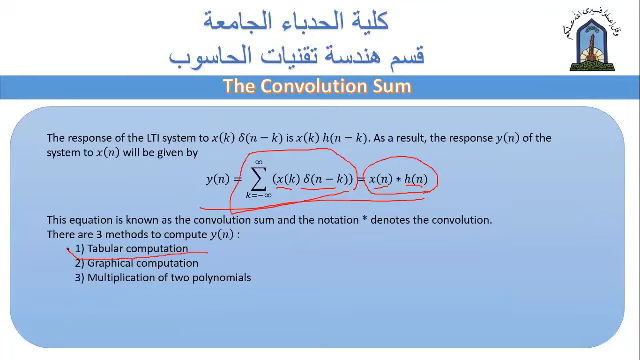 كلية الحدباء الجامعة
قسم هندسة تقنيات الحاسوب
The Convolution Sum
The response of the LTI system to x(k) δ(n − k) is x(k) h(n − k). As a result, the response y(n) of the
system to x(n) will be given by
y(n) = ∑_{k=−∞}^{∞} (x(k) δ(n − k)) = x(n) ∗ h(n)
This equation is known as the convolution sum and the notation * denotes the convolution.
There are 3 methods to compute y(n) :
1) Tabular computation
2) Graphical computation
3) Multiplication of two polynomials